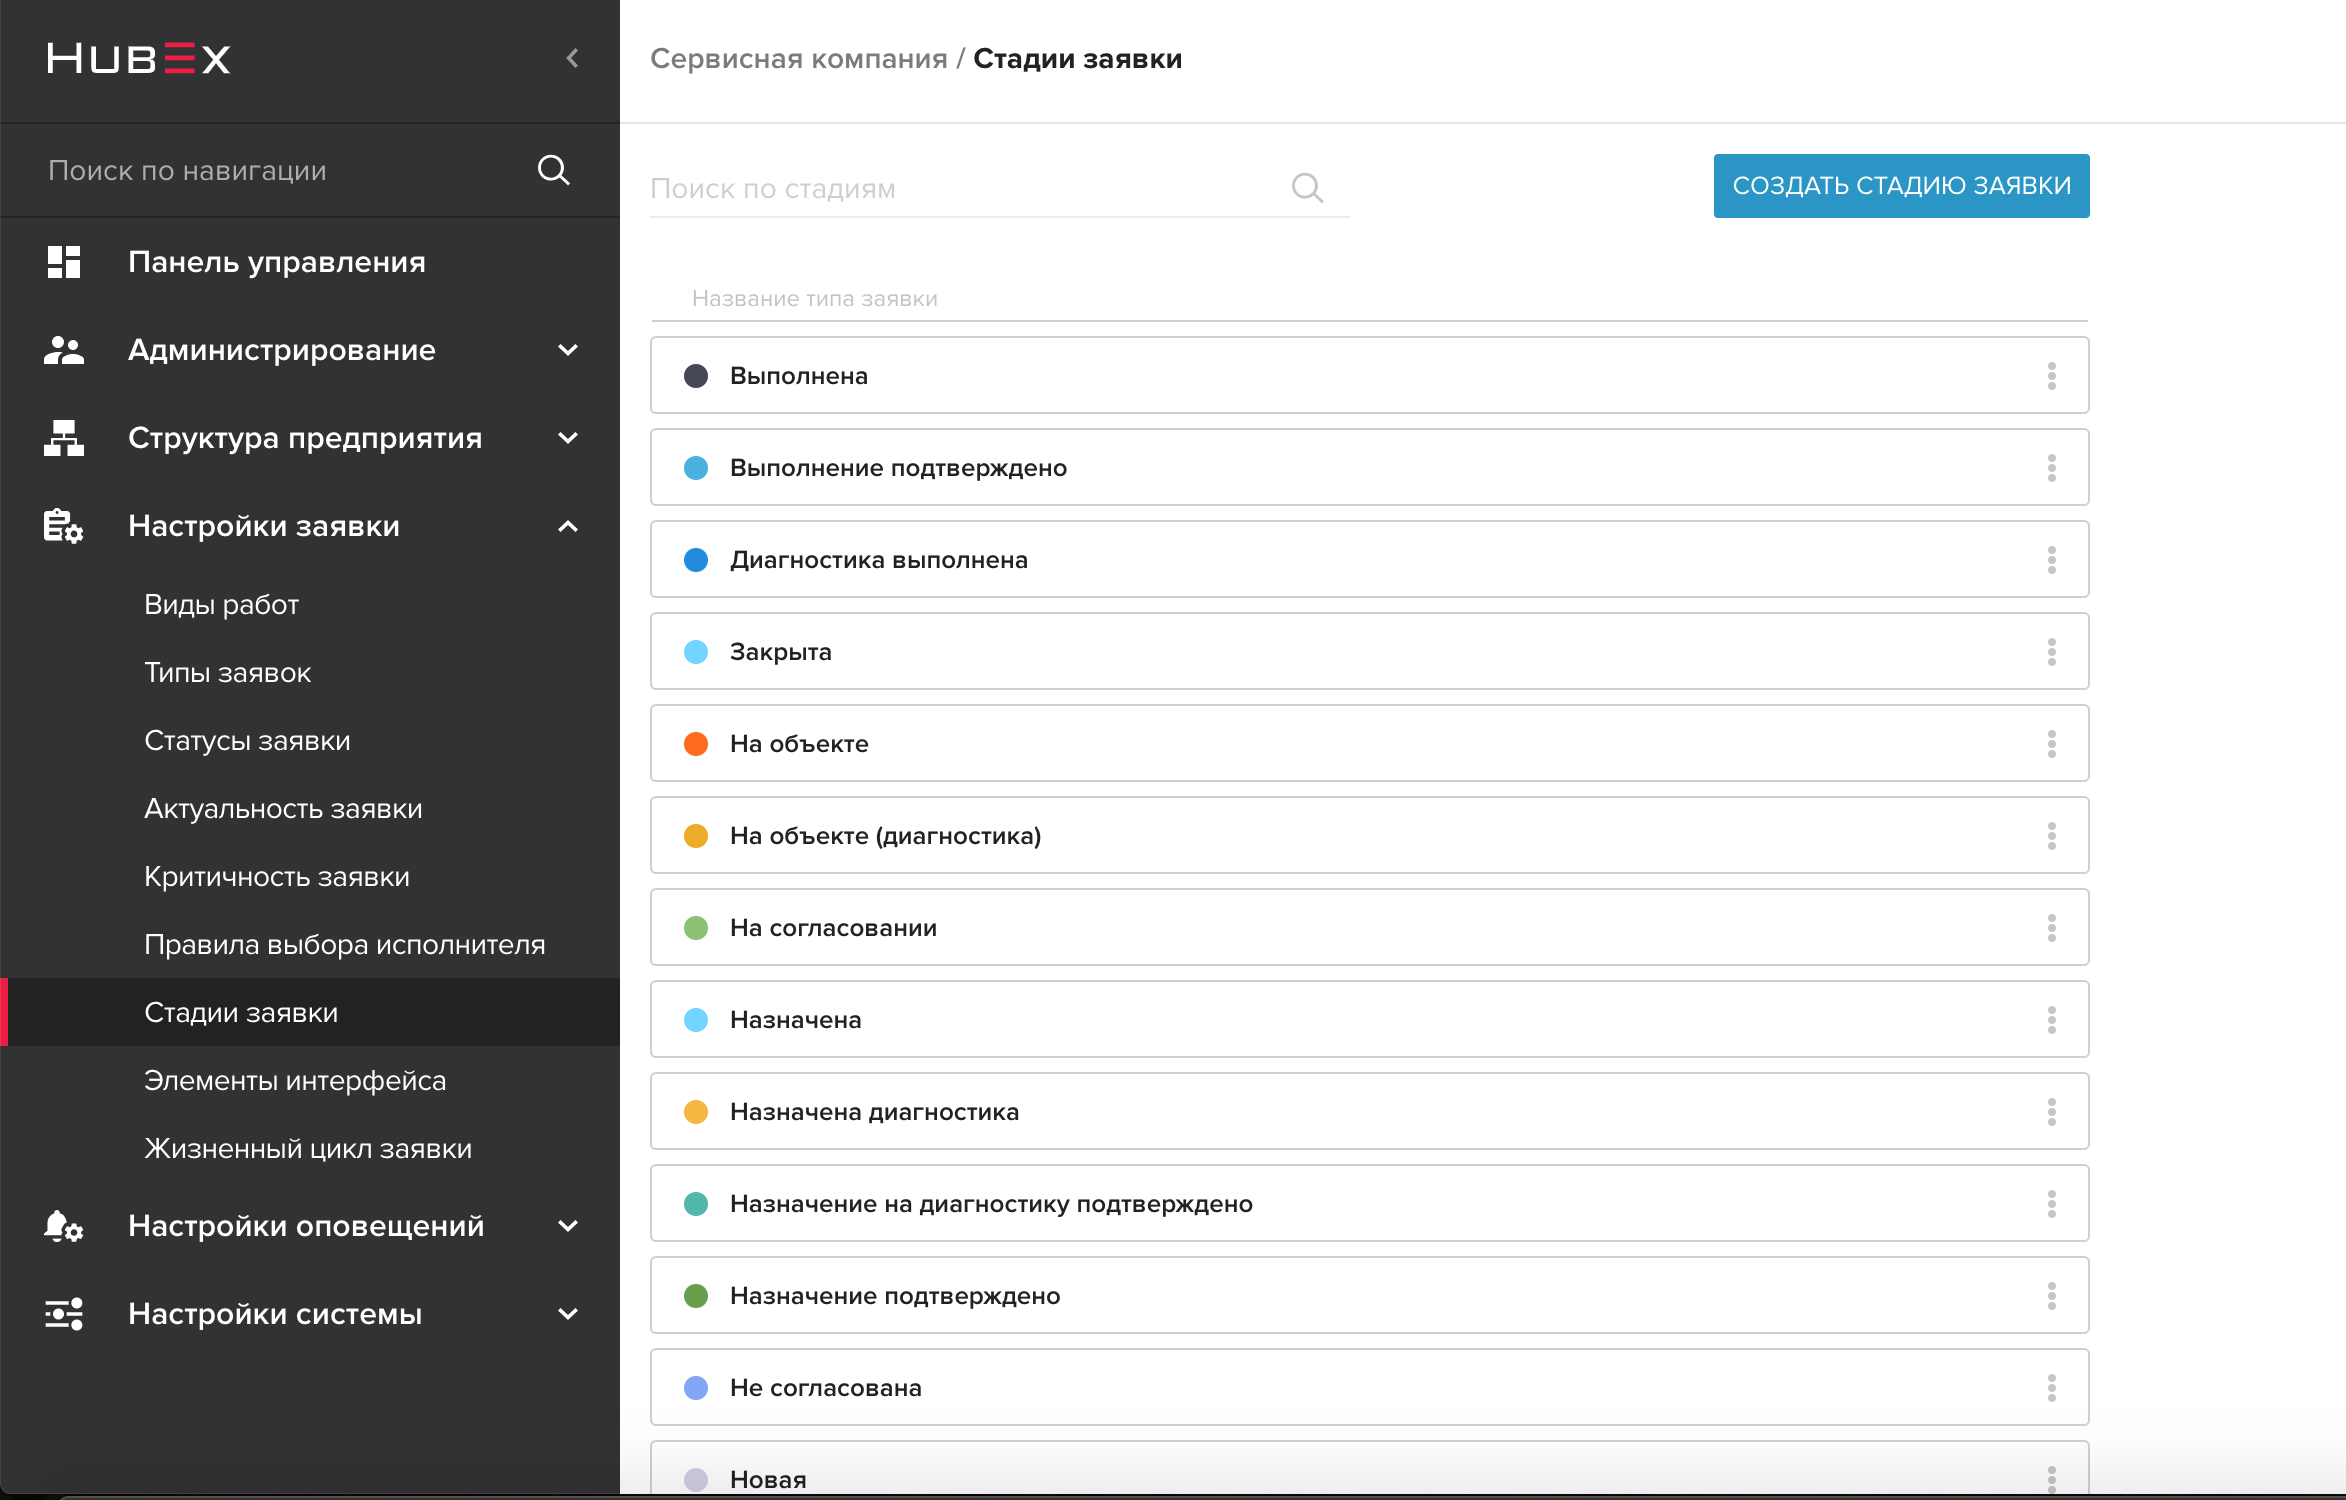 HUBEX
Поиск по навигации
Панель управления
Администрирование
Структура предприятия
Настройки заявки
Виды работ
Типы заявок
Статусы заявки
Актуальность заявки
Критичность заявки
Правила выбора исполнителя
Стадии заявки
Элементы интерфейса
Жизненный цикл заявки
Настройки оповещений
Настройки системы
Сервисная компания / Стадии заявки
Поиск по стадиям
СОЗДАТЬ СТАДИЮ ЗАЯВКИ
Название типа заявки
Выполнена
Выполнение подтверждено
Диагностика выполнена
Закрыта
На объекте
На объекте (диагностика)
На согласовании
Назначена
Назначена диагностика
Назначение на диагностику подтверждено
Назначение подтверждено
Не согласована
Новая